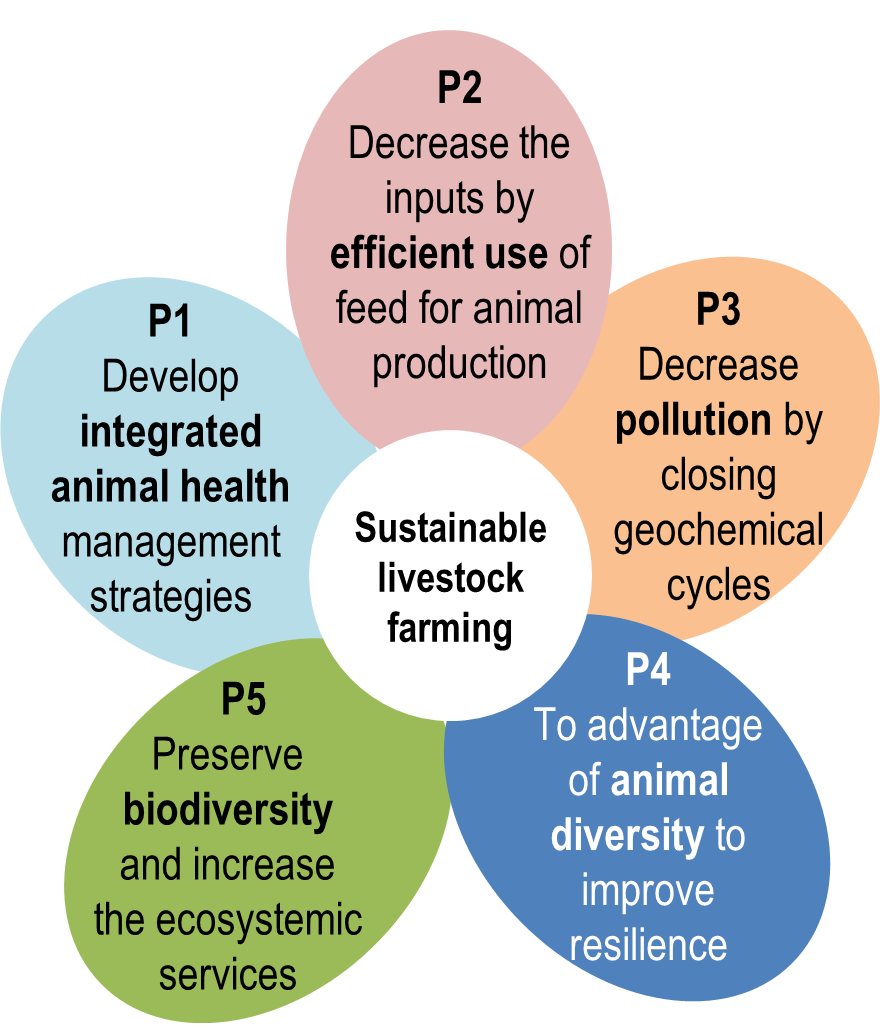 P1
Develop
integrated
animal health
management
strategies
P2
Decrease the
inputs by
efficient use of
feed for animal
production
P3
Decrease
pollution by
closing
geochemical
cycles
P4
To advantage
of animal
diversity to
improve
resilience
P5
Preserve
biodiversity
and increase
the ecosystemic
services
Sustainable
livestock
farming